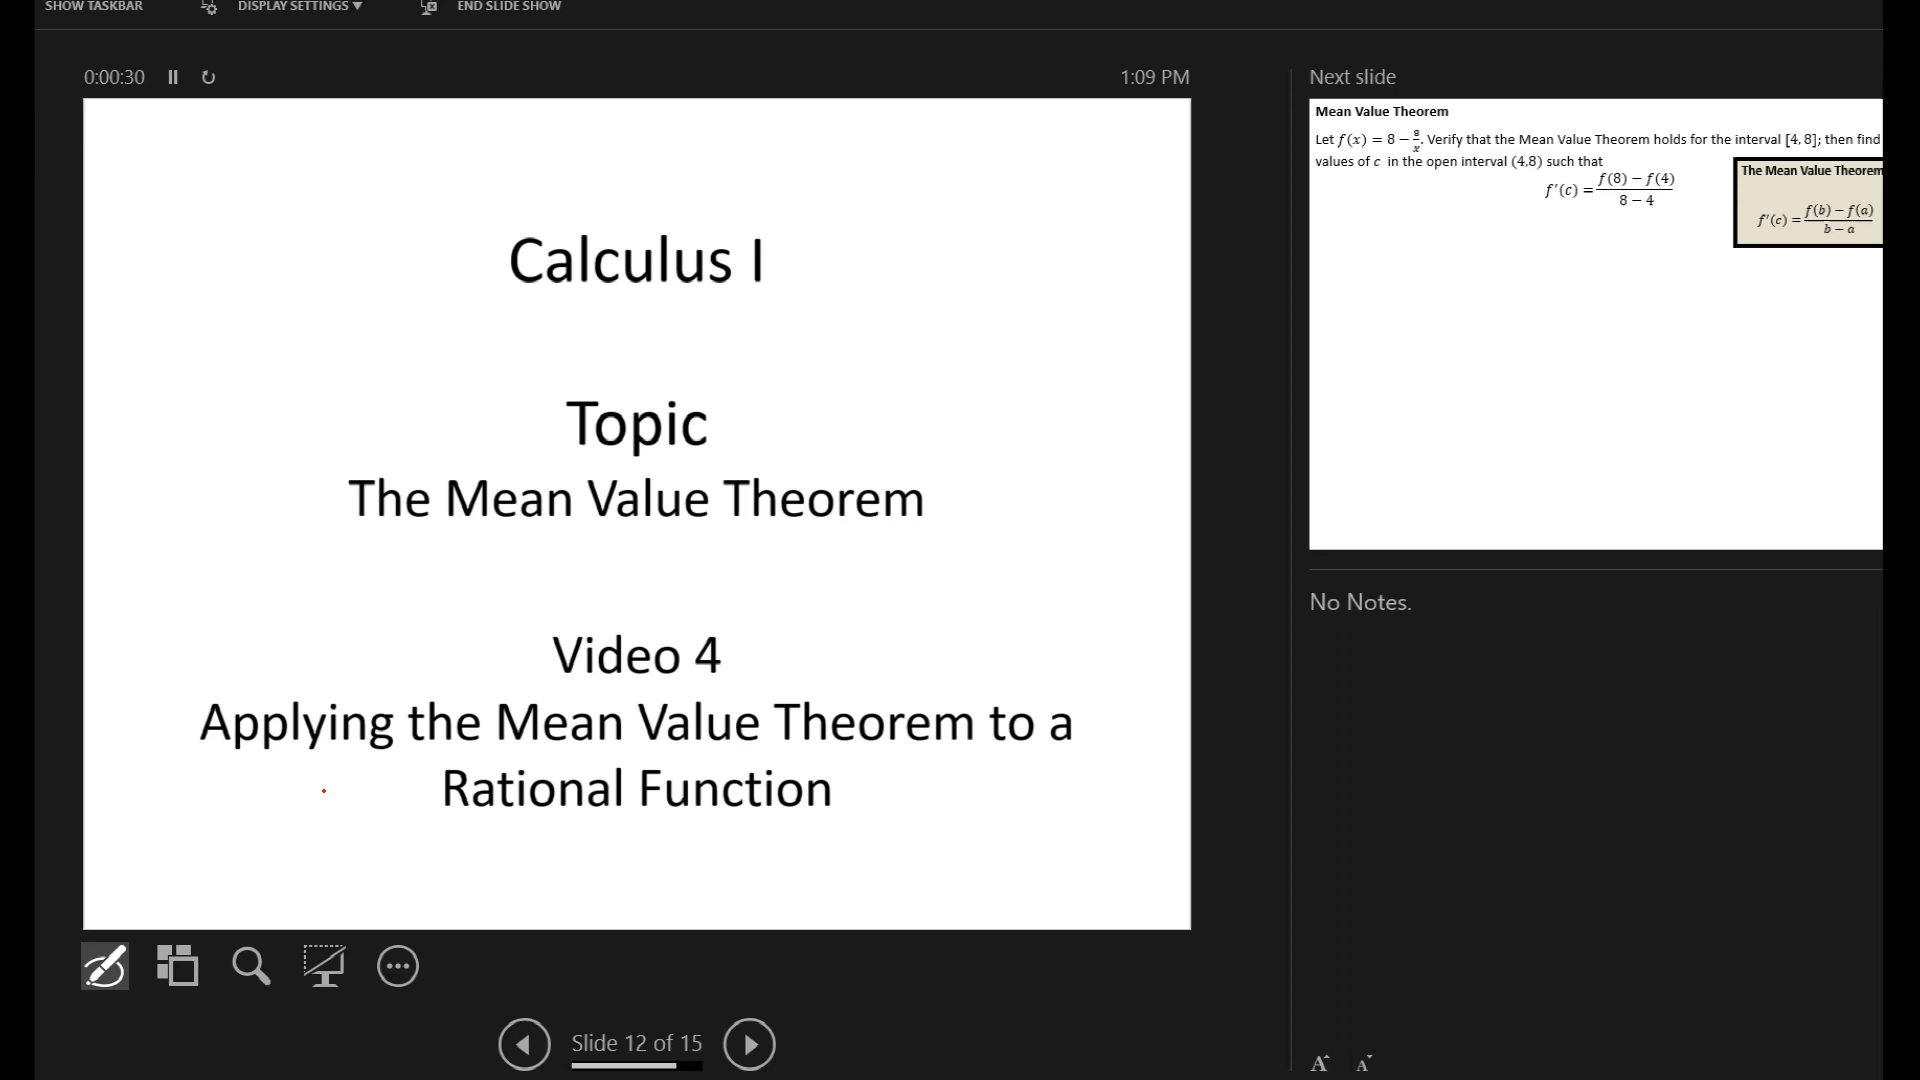 SHOW TASKBAR DISPLAY SETTINGS ▼ END SLIDE SHOW
0:00:30 1:09 PM
Calculus I
Topic
The Mean Value Theorem
Video 4
Applying the Mean Value Theorem to a
Rational Function
Slide 12 of 15
Next slide
Mean Value Theorem
Let f(x) = 8 − 8/x. Verify that the Mean Value Theorem holds for the interval [4, 8]; then find
values of c in the open interval (4,8) such that
f′(c) = f(8) − f(4) / 8 − 4
The Mean Value Theorem
f′(c) = f(b) − f(a) / b − a
No Notes.
A A